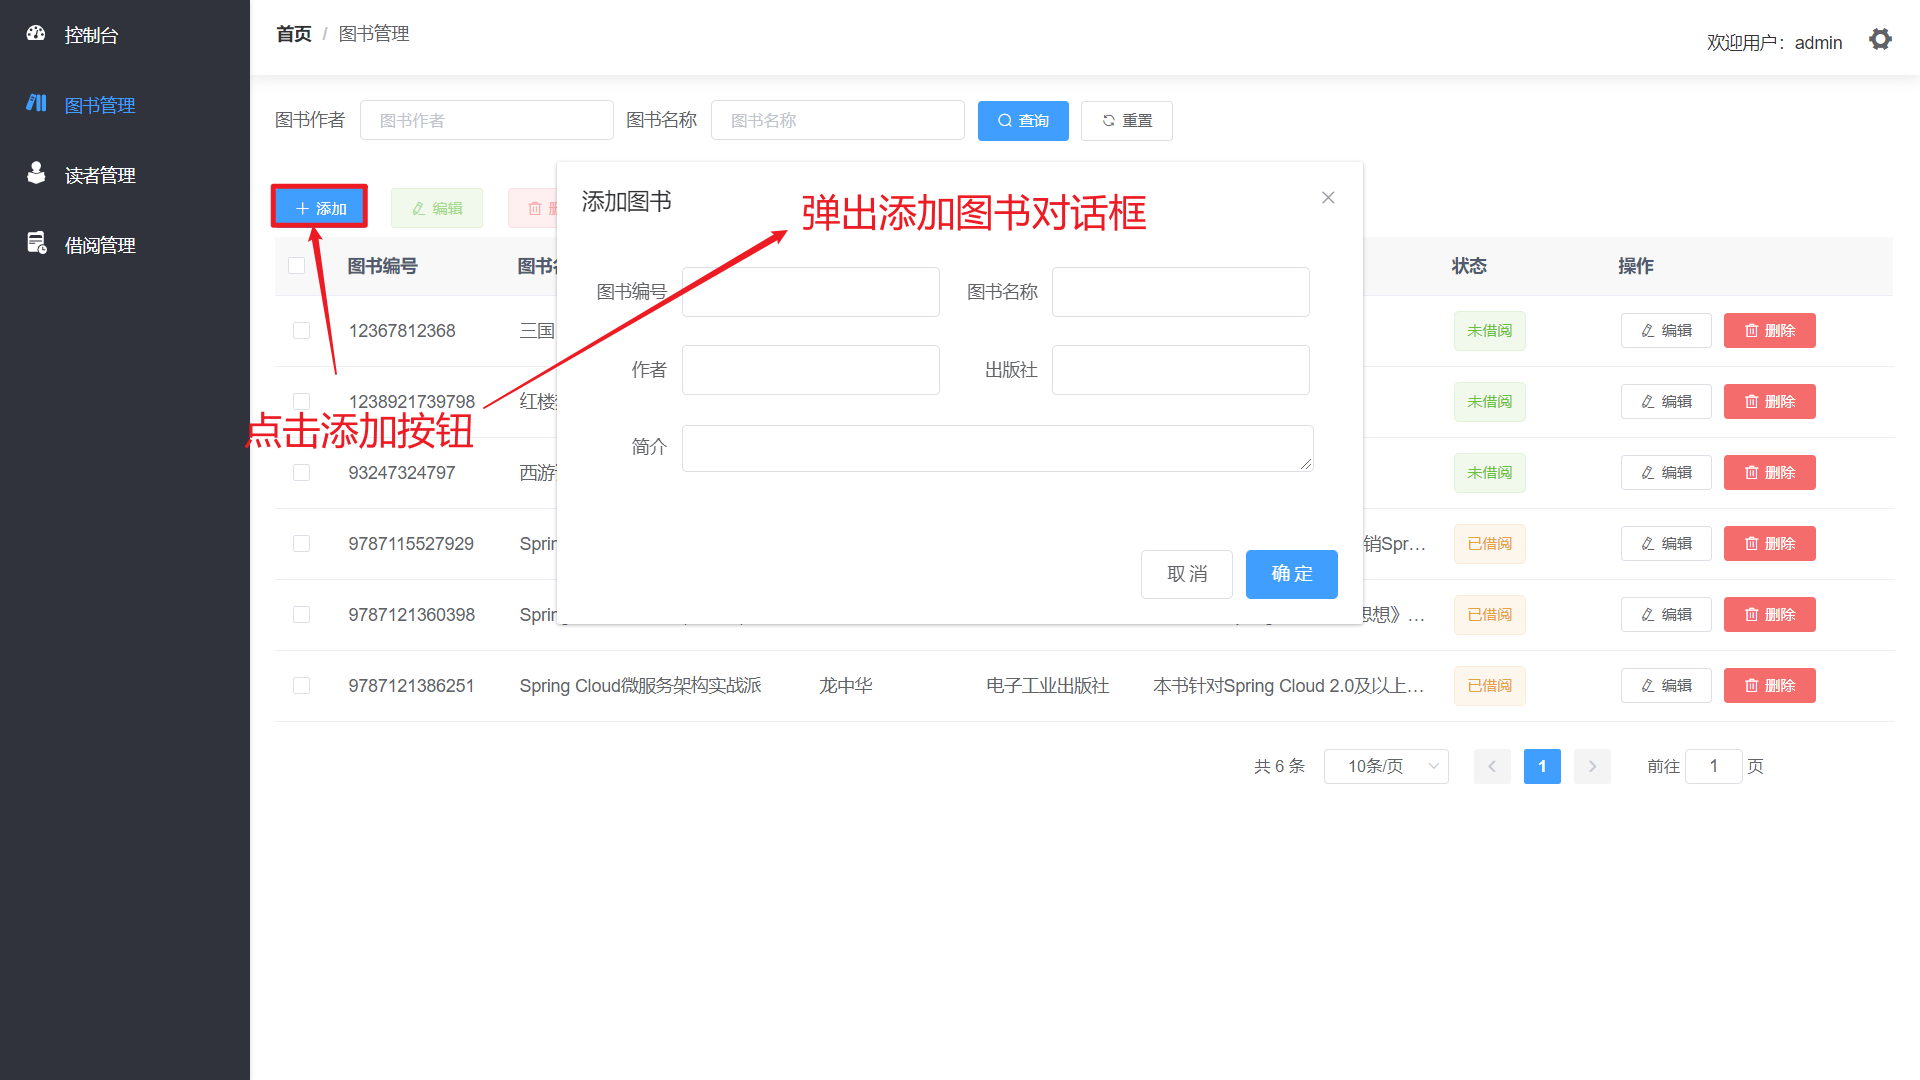 控制台
图书管理
读者管理
借阅管理
首页 / 图书管理
欢迎用户：admin
图书作者 图书作者 图书名称 图书名称 查询 重置
添加 编辑
添加图书
弹出添加图书对话框
图书编号 图书名称
作者 出版社
简介
取消 确定
点击添加按钮
图书编号 图书 状态 操作
12367812368 三国 未借阅 编辑 删除
1238921739798 红楼 未借阅 编辑 删除
93247324797 西游 未借阅 编辑 删除
9787115527929 Sprin 销Spr... 已借阅 编辑 删除
9787121360398 Spring 思想》... 已借阅 编辑 删除
9787121386251 Spring Cloud微服务架构实战派 龙中华 电子工业出版社 本书针对Spring Cloud 2.0及以上... 已借阅 编辑 删除
共 6 条 10条/页 1 前往 1 页